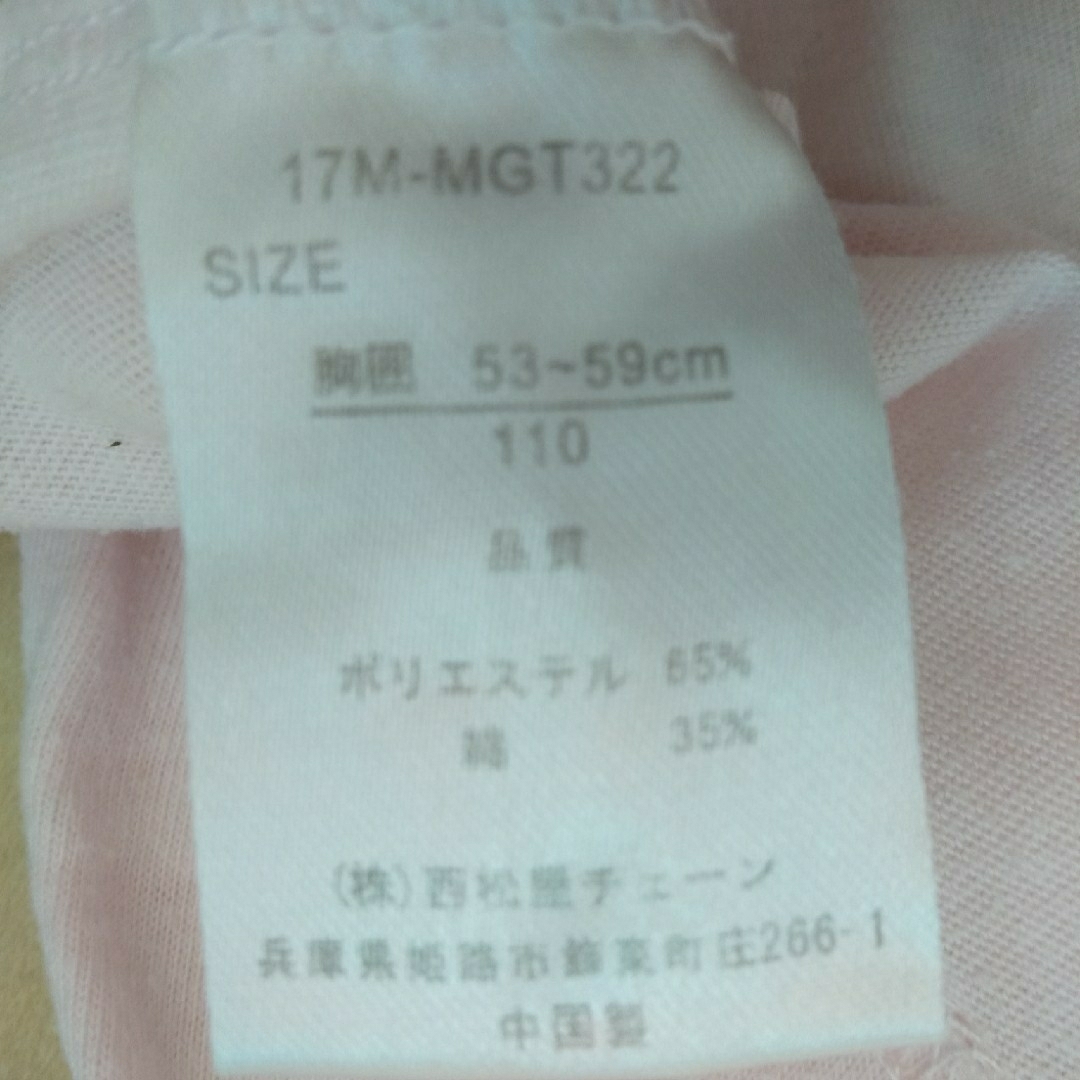 17M-MGT322
SIZE
胸囲 53~59cm
110
品質
ポリエステル 65%
綿 35%
(株)西松屋チェーン
兵庫県姫路市飾東町庄266-1
中国製